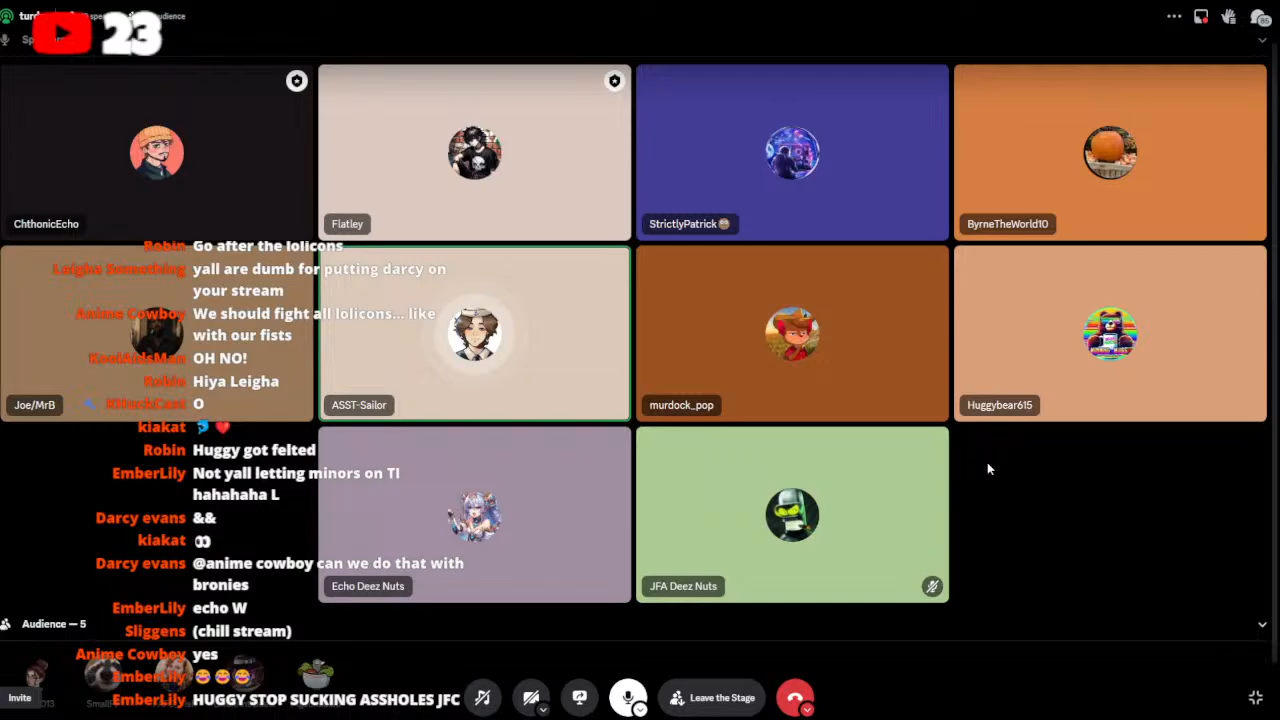 23
ChthonicEcho
Flatley
StrictlyPatrick
ByrneTheWorld10
Joe/MrB
ASST-Sailor
murdock_pop
Huggybear615
Echo Deez Nuts
JFA Deez Nuts
Robin Go after the lolicons
Leigha Something yall are dumb for putting darcy on
your stream
Anime Cowboy We should fight all lolicons... like
with our fists
KoolAidsMan OH NO!
Robin Hiya Leigha
O
kiakat
Robin Huggy got felted
EmberLily Not yall letting minors on TI
hahahaha L
Darcy evans &&
kiakat
Darcy evans @anime cowboy can we do that with
bronies
EmberLily echo W
Audience — 5
Sliggens (chill stream)
Anime Cowboy yes
EmberLily
EmberLily HUGGY STOP SUCKING ASSHOLES JFC
Invite
Leave the Stage